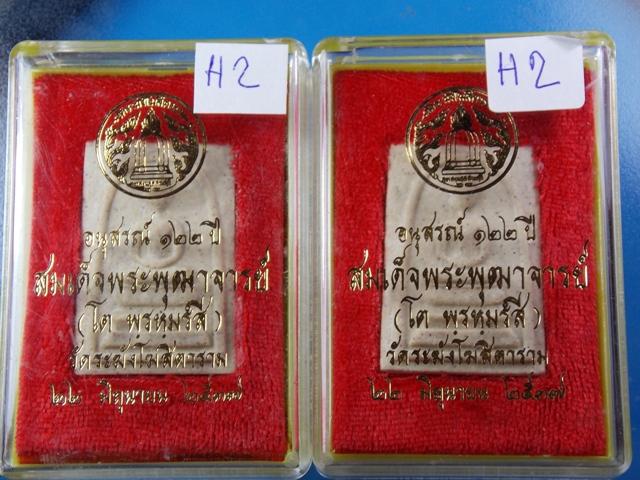 H2
อนุสรณ์ ๑๒๒ ปี
สมเด็จพระพุฒาจารย์
(โต พรหฺมรํสี)
วัดระฆังโฆสิตาราม
๒๒ มิถุนายน ๒๕๓๗
H2
อนุสรณ์ ๑๒๒ ปี
สมเด็จพระพุฒาจารย์
(โต พรหฺมรํสี)
วัดระฆังโฆสิตาราม
๒๒ มิถุนายน ๒๕๓๗